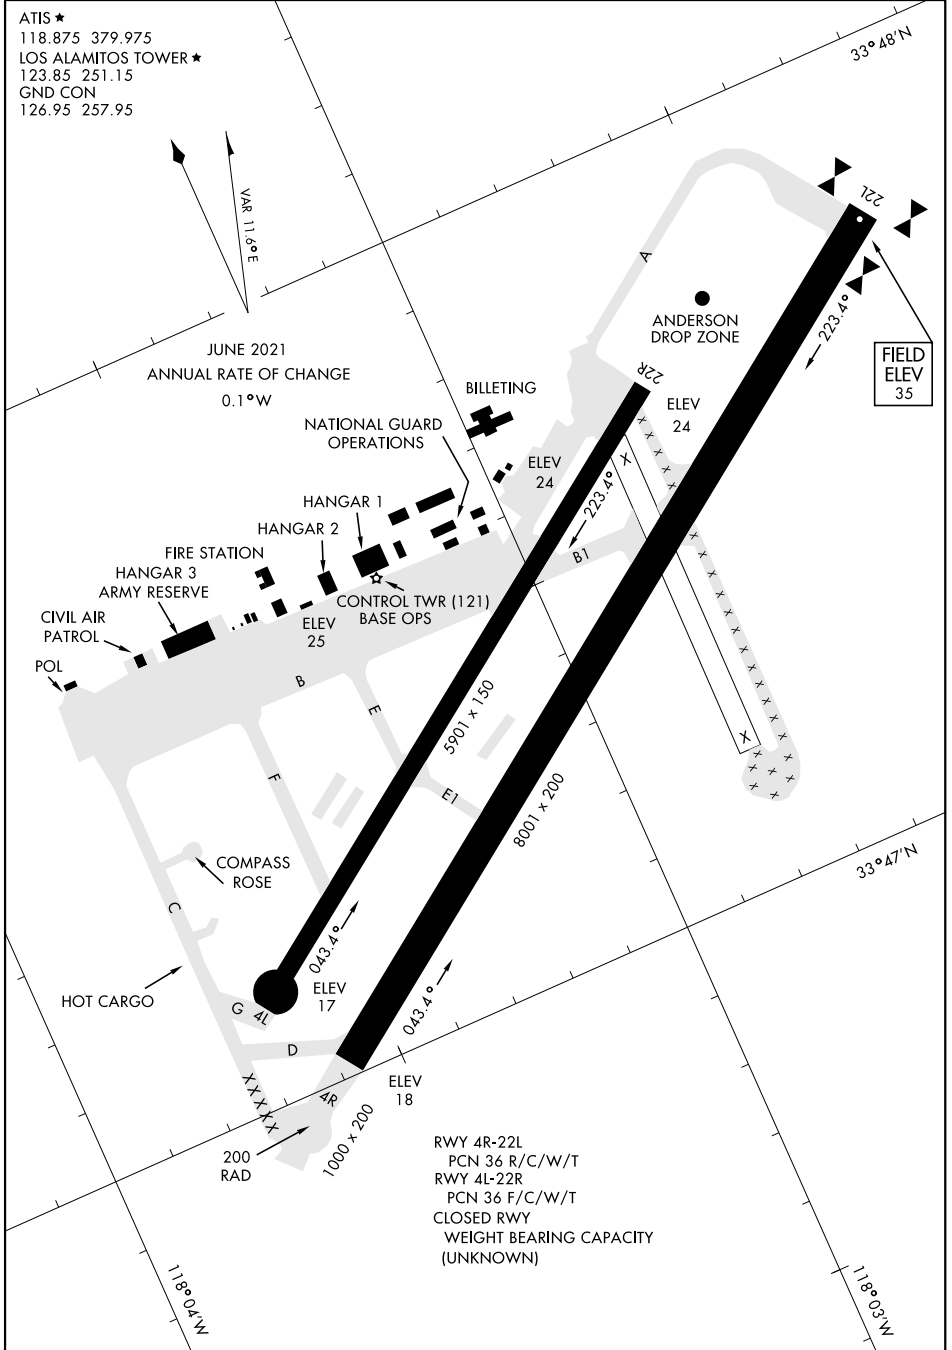 ATIS ★
118.875 379.975
LOS ALAMITOS TOWER ★
123.85 251.15
GND CON
126.95 257.95
33°48'N
VAR 11.6°E
22L
A
ANDERSON
DROP ZONE
223.4°
FIELD
ELEV
35
JUNE 2021
ANNUAL RATE OF CHANGE
0.1°W
22R
BILLETING
ELEV
24
NATIONAL GUARD
OPERATIONS
X
ELEV
24
223.4°
HANGAR 1
HANGAR 2
B1
FIRE STATION
HANGAR 3
ARMY RESERVE
CONTROL TWR (121)
BASE OPS
CIVIL AIR
PATROL
ELEV
25
POL
B
E
5901 x 150
X
F
E1
8001 x 200
COMPASS
ROSE
33°47'N
C
043.4°
HOT CARGO
ELEV
17
G
4L
043.4°
D
XXXXX
ELEV
18
4R
1000 x 200
200
RAD
RWY 4R-22L
PCN 36 R/C/W/T
RWY 4L-22R
PCN 36 F/C/W/T
CLOSED RWY
WEIGHT BEARING CAPACITY
(UNKNOWN)
118°04'W
118°03'W